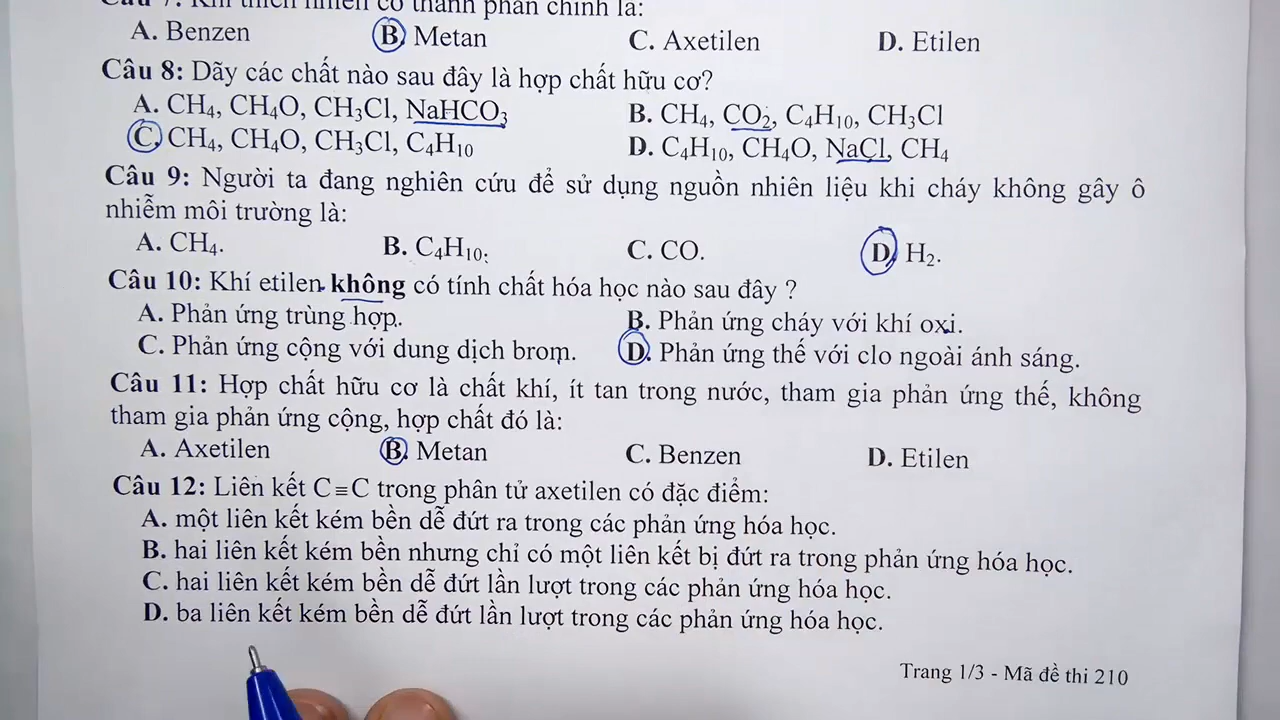 Câu 7: Khí thiên nhiên có thành phần chính là:
A. Benzen B. Metan C. Axetilen D. Etilen
Câu 8: Dãy các chất nào sau đây là hợp chất hữu cơ?
A. CH₄, CH₄O, CH₃Cl, NaHCO₃ B. CH₄, CO₂, C₄H₁₀, CH₃Cl
C. CH₄, CH₄O, CH₃Cl, C₄H₁₀ D. C₄H₁₀, CH₄O, NaCl, CH₄
Câu 9: Người ta đang nghiên cứu để sử dụng nguồn nhiên liệu khi cháy không gây ô
nhiễm môi trường là:
A. CH₄. B. C₄H₁₀. C. CO. D. H₂.
Câu 10: Khí etilen không có tính chất hóa học nào sau đây ?
A. Phản ứng trùng hợp. B. Phản ứng cháy với khí oxi.
C. Phản ứng cộng với dung dịch brom. D. Phản ứng thế với clo ngoài ánh sáng.
Câu 11: Hợp chất hữu cơ là chất khí, ít tan trong nước, tham gia phản ứng thế, không
tham gia phản ứng cộng, hợp chất đó là:
A. Axetilen B. Metan C. Benzen D. Etilen
Câu 12: Liên kết C≡C trong phân tử axetilen có đặc điểm:
A. một liên kết kém bền dễ đứt ra trong các phản ứng hóa học.
B. hai liên kết kém bền nhưng chỉ có một liên kết bị đứt ra trong phản ứng hóa học.
C. hai liên kết kém bền dễ đứt lần lượt trong các phản ứng hóa học.
D. ba liên kết kém bền dễ đứt lần lượt trong các phản ứng hóa học.
Trang 1/3 - Mã đề thi 210